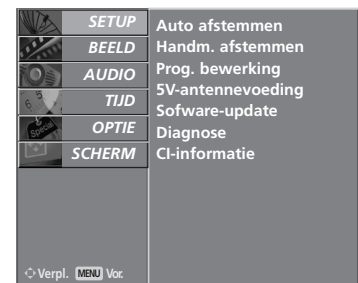 SETUP
BEELD
AUDIO
TIJD
OPTIE
SCHERM
Auto afstemmen
Handm. afstemmen
Prog. bewerking
5V-antennevoeding
Sofware-update
Diagnose
CI-informatie
Verpl. MENU Vor.
Special